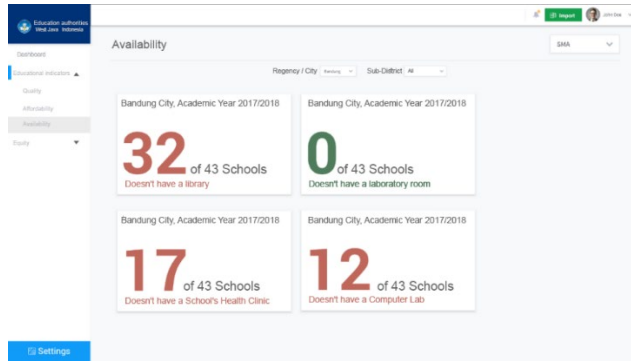 Education authorities
West Java Indonesia
Import
John Doe
Dashboard
Educational Indicators
Quality
Affordability
Availability
Equity
Settings
Availability
SMA
Regency / City Bandung Sub-District All
Bandung City, Academic Year 2017/2018
32 of 43 Schools
Doesn't have a library
Bandung City, Academic Year 2017/2018
0 of 43 Schools
Doesn't have a laboratory room
Bandung City, Academic Year 2017/2018
17 of 43 Schools
Doesn't have a School's Health Clinic
Bandung City, Academic Year 2017/2018
12 of 43 Schools
Doesn't have a Computer Lab